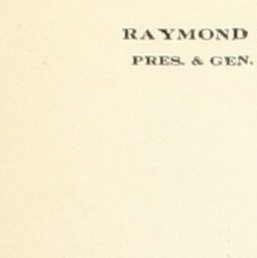 RAYMOND
PRES. & GEN.